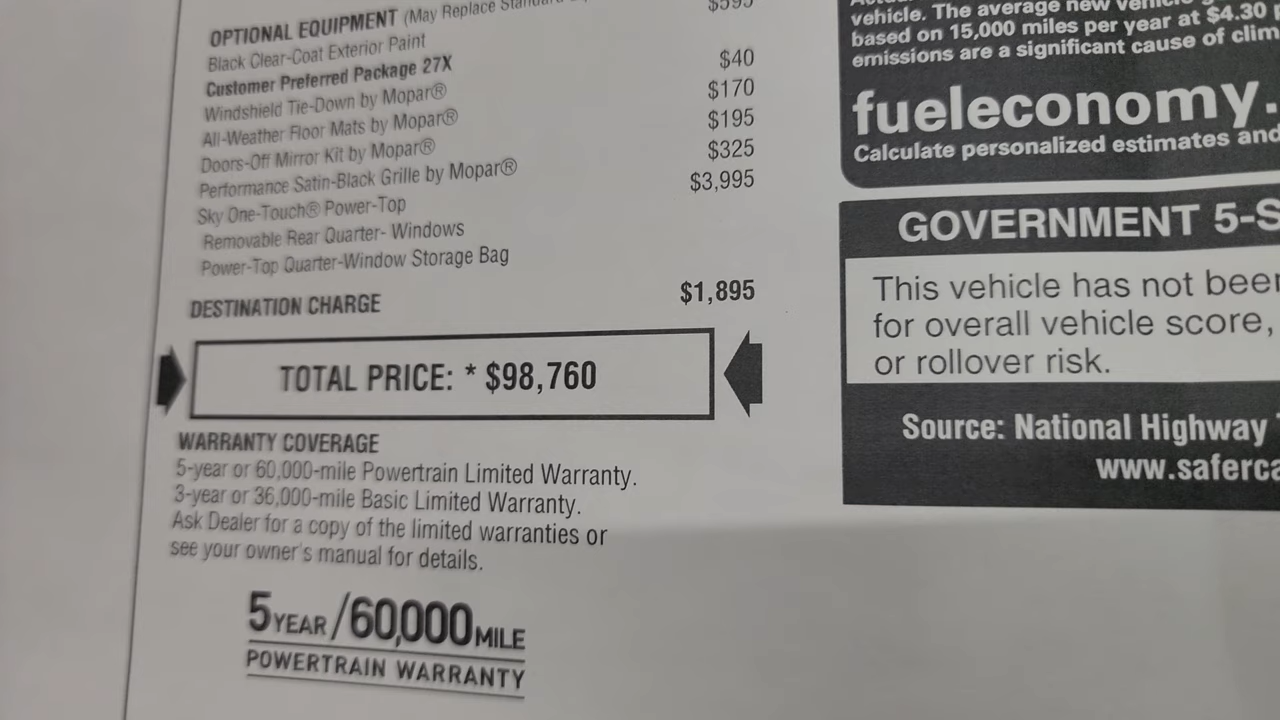 OPTIONAL EQUIPMENT (May Replace Standard
$595
Black Clear-Coat Exterior Paint
Customer Preferred Package 27X
Windshield Tie-Down by Mopar® $40
All-Weather Floor Mats by Mopar® $170
Doors-Off Mirror Kit by Mopar® $195
Performance Satin-Black Grille by Mopar® $325
Sky One-Touch® Power-Top $3,995
Removable Rear Quarter- Windows
Power-Top Quarter-Window Storage Bag
DESTINATION CHARGE $1,895
TOTAL PRICE: * $98,760
WARRANTY COVERAGE
5-year or 60,000-mile Powertrain Limited Warranty.
3-year or 36,000-mile Basic Limited Warranty.
Ask Dealer for a copy of the limited warranties or
see your owner's manual for details.
5 YEAR/60,000 MILE
POWERTRAIN WARRANTY
vehicle. The average new
based on 15,000 miles per year at $4.30
emissions are a significant cause of clim
fueleconomy.
Calculate personalized estimates and
GOVERNMENT 5-S
This vehicle has not been
for overall vehicle score,
or rollover risk.
Source: National Highway
www.saferca